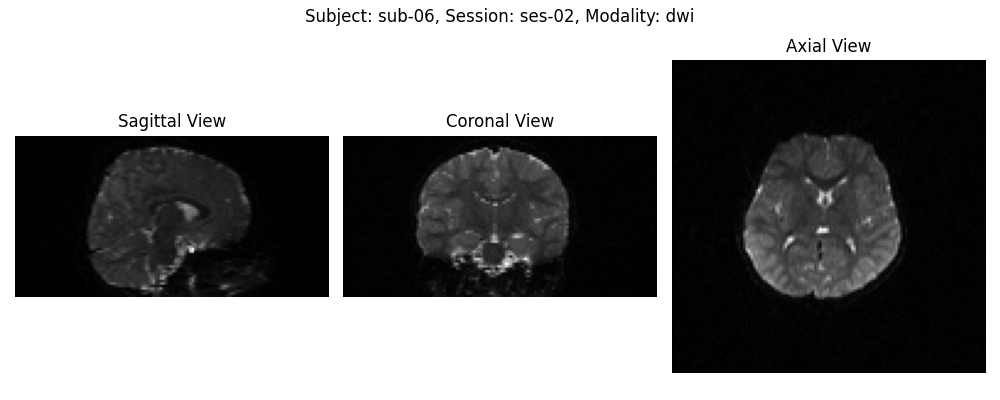 Subject: sub-06, Session: ses-02, Modality: dwi
Sagittal View
Coronal View
Axial View